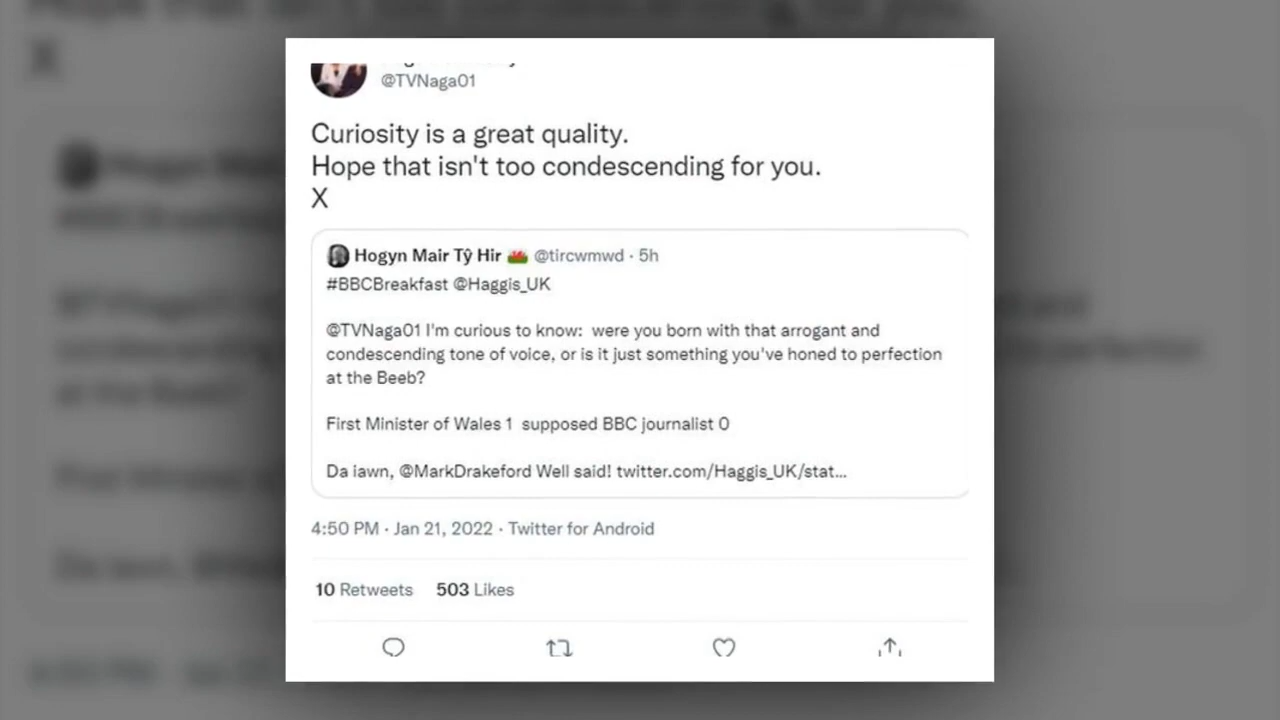 @TVNaga01
Curiosity is a great quality.
Hope that isn't too condescending for you.
X
Hogyn Mair Tŷ Hir 🏴󠁧󠁢󠁷󠁬󠁳󠁿 @tircwmwd · 5h
#BBCBreakfast @Haggis_UK
@TVNaga01 I'm curious to know:  were you born with that arrogant and
condescending tone of voice, or is it just something you've honed to perfection
at the Beeb?
First Minister of Wales 1  supposed BBC journalist 0
Da iawn, @MarkDrakeford Well said! twitter.com/Haggis_UK/stat...
4:50 PM · Jan 21, 2022 · Twitter for Android
10 Retweets 503 Likes